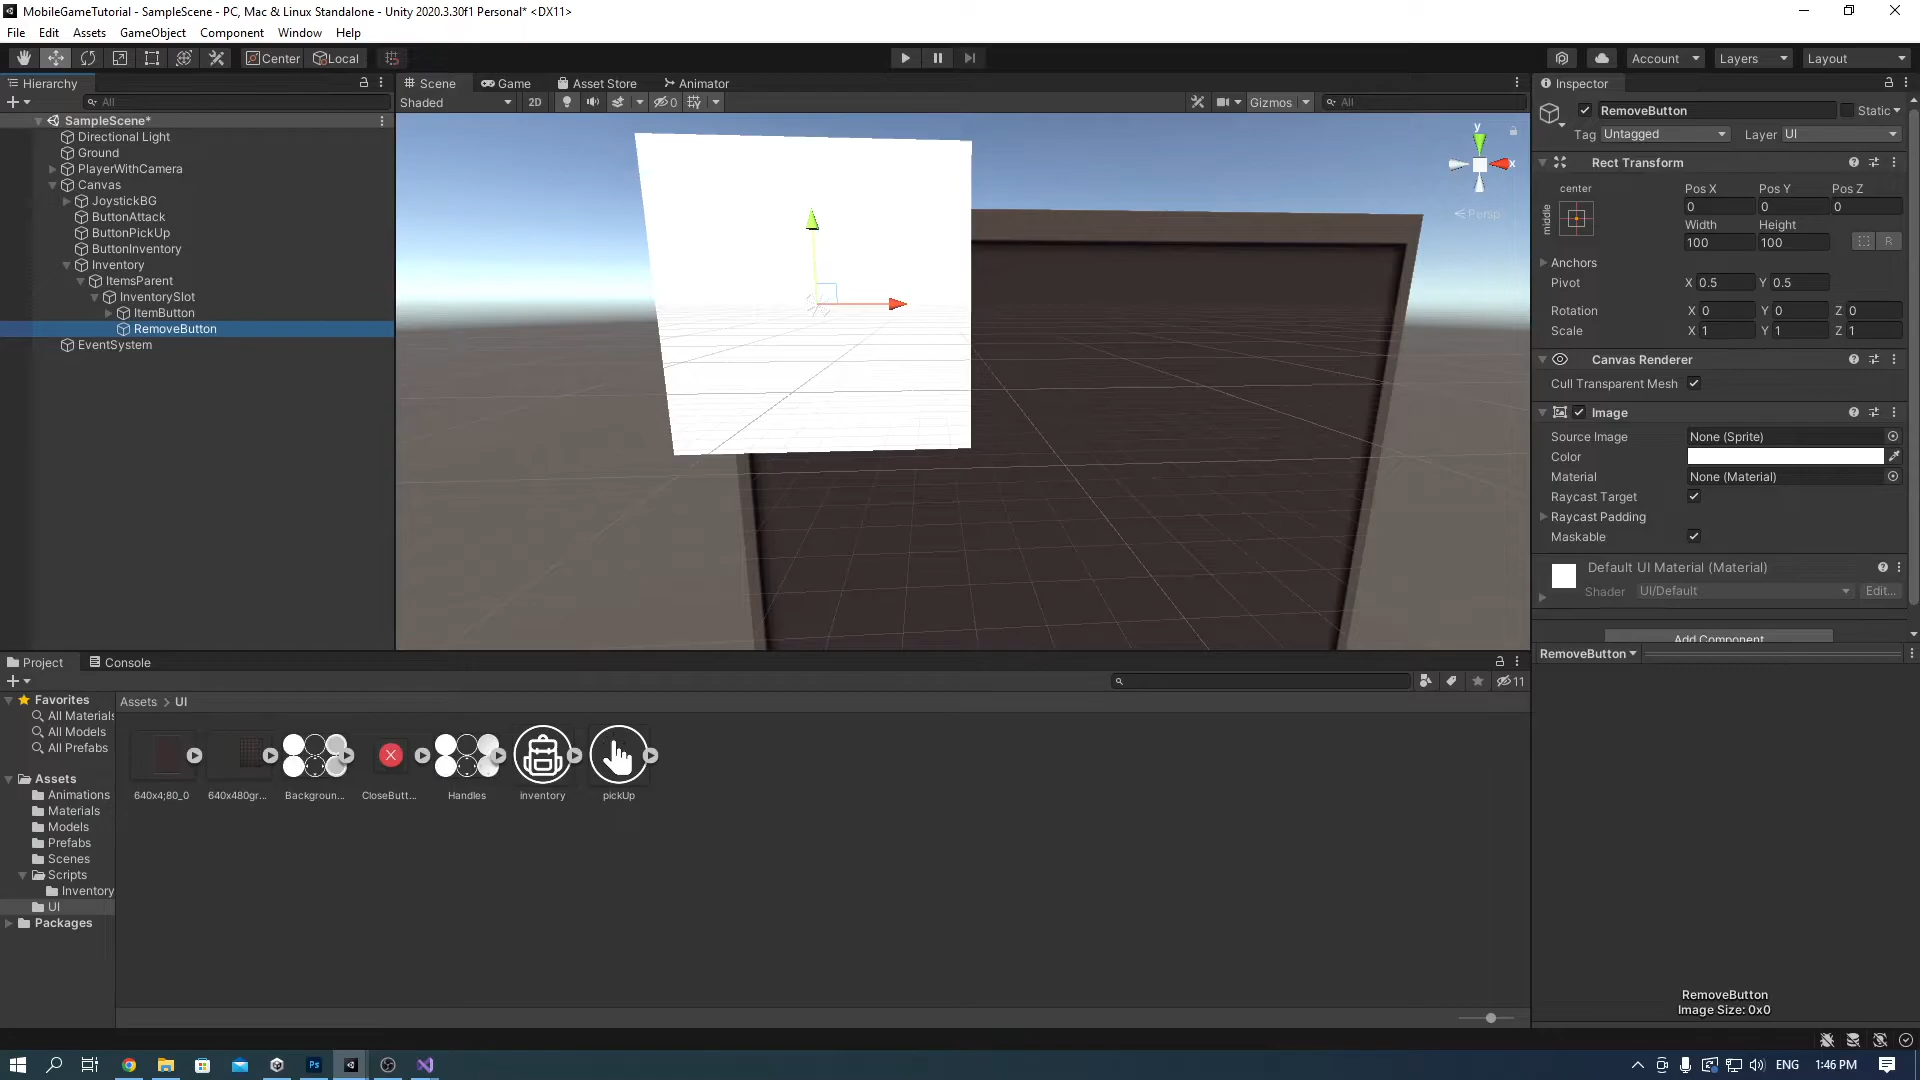 MobileGameTutorial - SampleScene - PC, Mac & Linux Standalone - Unity 2020.3.30f1 Personal* <DX11>
File Edit Assets GameObject Component Window Help
Center Local Account Layers Layout
Hierarchy
All
SampleScene*
Directional Light
Ground
PlayerWithCamera
Canvas
JoystickBG
ButtonAttack
ButtonPickUp
ButtonInventory
Inventory
ItemsParent
InventorySlot
ItemButton
RemoveButton
EventSystem
Scene Game Asset Store Animator
Shaded 2D 0 Gizmos All
y
x
Persp
Inspector
RemoveButton Static
Tag Untagged Layer UI
Rect Transform
center
middle
Pos X Pos Y Pos Z
0 0 0
Width Height
100 100 R
Anchors
Pivot X 0.5 Y 0.5
Rotation X 0 Y 0 Z 0
Scale X 1 Y 1 Z 1
Canvas Renderer
Cull Transparent Mesh
Image
Source Image None (Sprite)
Color
Material None (Material)
Raycast Target
Raycast Padding
Maskable
Default UI Material (Material)
Shader UI/Default Edit...
Add Component
RemoveButton
RemoveButton
Image Size: 0x0
Project Console
11
Favorites
All Materials
All Models
All Prefabs
Assets
Animations
Materials
Models
Prefabs
Scenes
Scripts
Inventory
UI
Packages
Assets > UI
640x4;80_0 640x480gr... Backgroun... CloseButt... Handles inventory pickUp
Ps ENG 1:46 PM